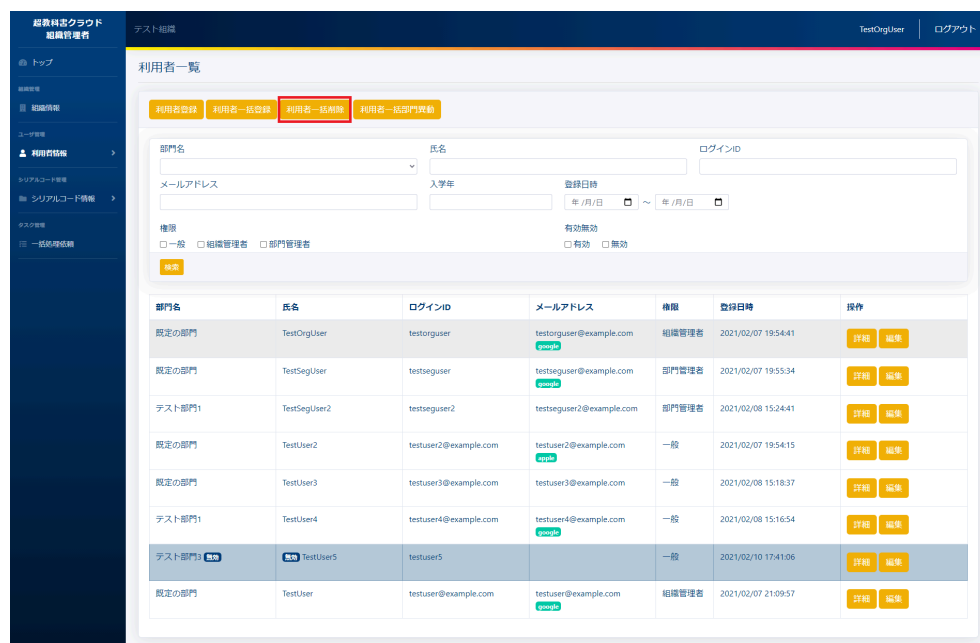 超教科書クラウド
組織管理者
テスト組織
TestOrgUser
ログアウト
トップ
組織管理
組織情報
ユーザ管理
利用者情報
シリアルコード管理
シリアルコード情報
タスク管理
一括処理依頼
利用者一覧
利用者登録 利用者一括登録 利用者一括削除 利用者一括部門異動
部門名 氏名 ログインID
メールアドレス 入学年 登録日時
年 /月/日 ～ 年 /月/日
権限 有効無効
一般 組織管理者 部門管理者 有効 無効
検索
部門名 氏名 ログインID メールアドレス 権限 登録日時 操作
既定の部門 TestOrgUser testorguser testorguser@example.com 組織管理者 2021/02/07 19:54:41 詳細 編集
google
既定の部門 TestSegUser testseguser testseguser@example.com 部門管理者 2021/02/07 19:55:34 詳細 編集
google
テスト部門1 TestSegUser2 testseguser2 testseguser2@example.com 部門管理者 2021/02/08 15:24:41 詳細 編集
既定の部門 TestUser2 testuser2@example.com testuser2@example.com 一般 2021/02/07 19:54:15 詳細 編集
apple
既定の部門 TestUser3 testuser3@example.com testuser3@example.com 一般 2021/02/08 15:18:37 詳細 編集
テスト部門1 TestUser4 testuser4@example.com testuser4@example.com 一般 2021/02/08 15:16:54 詳細 編集
google
テスト部門3 無効 無効 TestUser5 testuser5 一般 2021/02/10 17:41:06 詳細 編集
既定の部門 TestUser testuser@example.com testuser@example.com 組織管理者 2021/02/07 21:09:57 詳細 編集
google